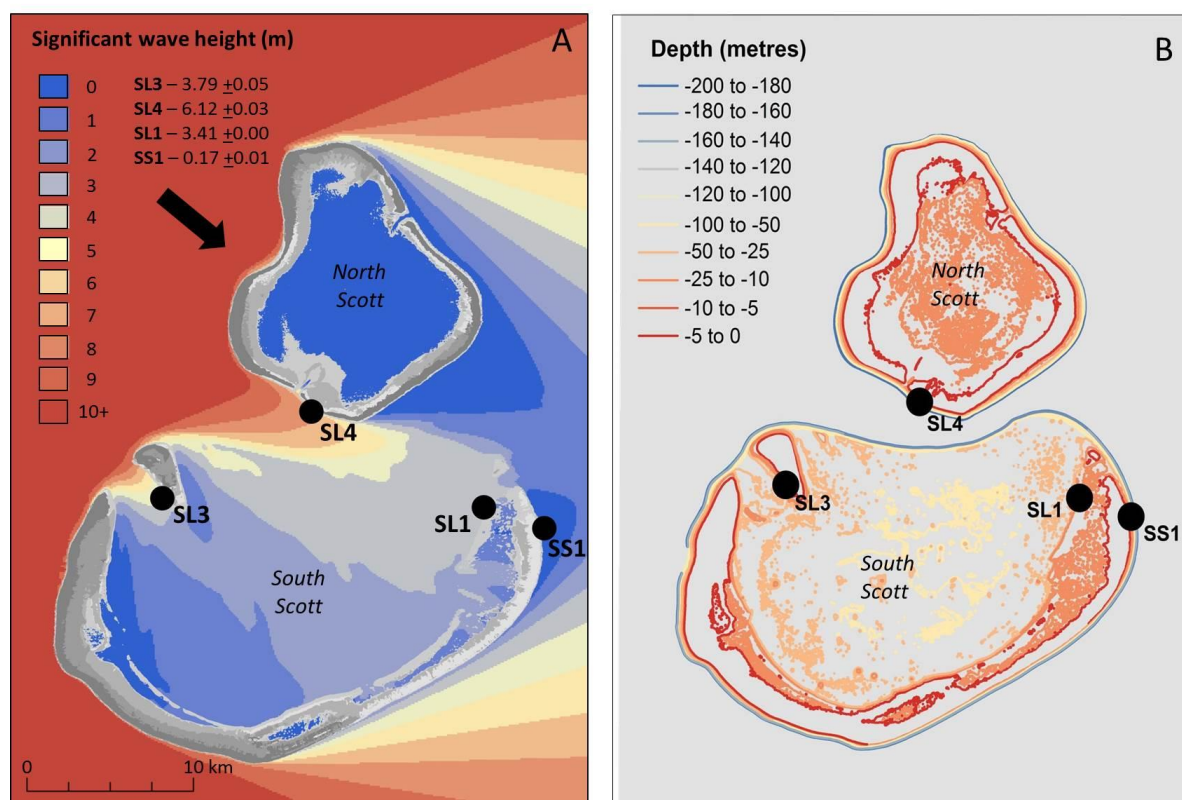 Significant wave height (m)
A
0
1
2
3
4
5
6
7
8
9
10+
SL3 – 3.79 ±0.05
SL4 – 6.12 ±0.03
SL1 – 3.41 ±0.00
SS1 – 0.17 ±0.01
North
Scott
SL4
SL3
SL1
SS1
South
Scott
0
10 km
B
Depth (metres)
-200 to -180
-180 to -160
-160 to -140
-140 to -120
-120 to -100
-100 to -50
-50 to -25
-25 to -10
-10 to -5
-5 to 0
North
Scott
SL4
SL3
SL1
SS1
South
Scott